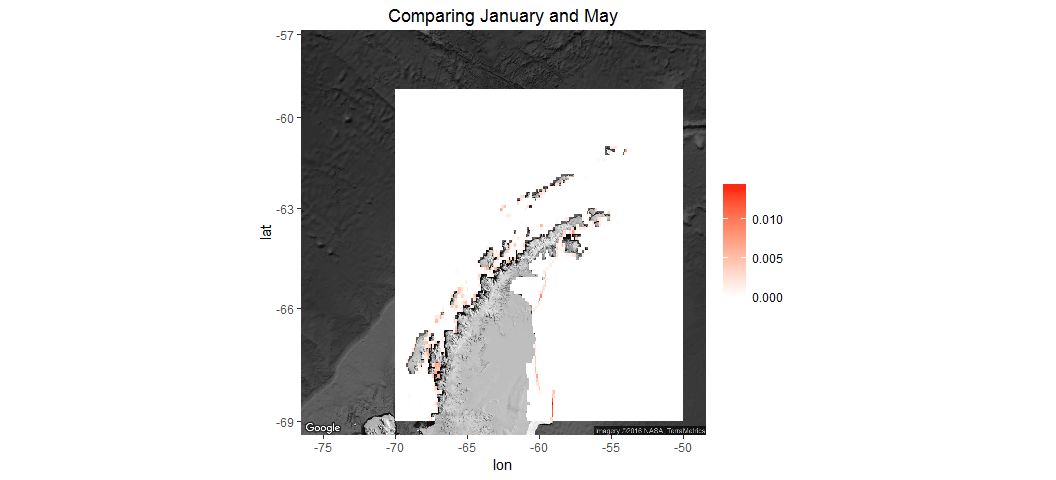 Comparing January and May
-57
-60
-63
-66
-69
lat
-75
-70
-65
-60
-55
-50
lon
0.010
0.005
0.000
Google
Imagery ©2016 NASA, TerraMetrics